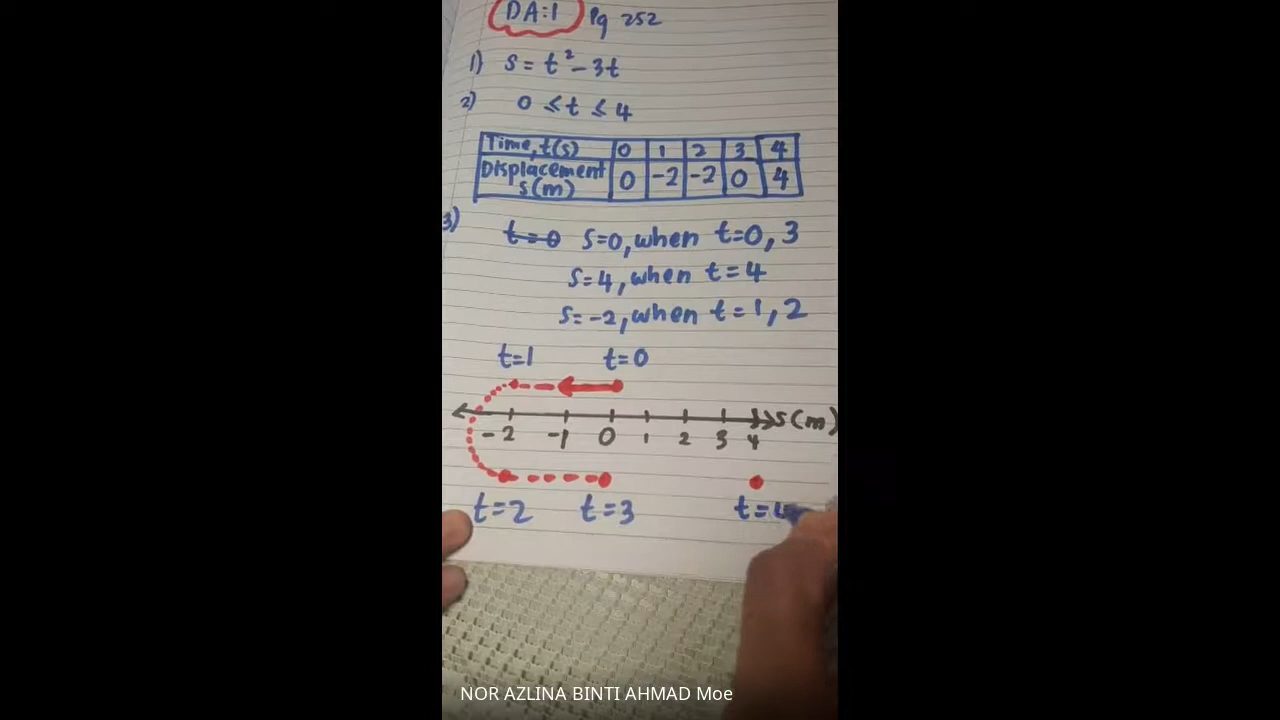 DA:1 Pg 252
1) s = t² - 3t
2) 0 ≤ t ≤ 4
Time, t(s) 0 1 2 3 4
Displacement s(m) 0 -2 -2 0 4
3) t=0 s=0, when t=0, 3
s=4, when t=4
s=-2, when t=1, 2
t=1 t=0
-2 -1 0 1 2 3 4 s(m)
t=2 t=3 t=4
NOR AZLINA BINTI AHMAD Moe